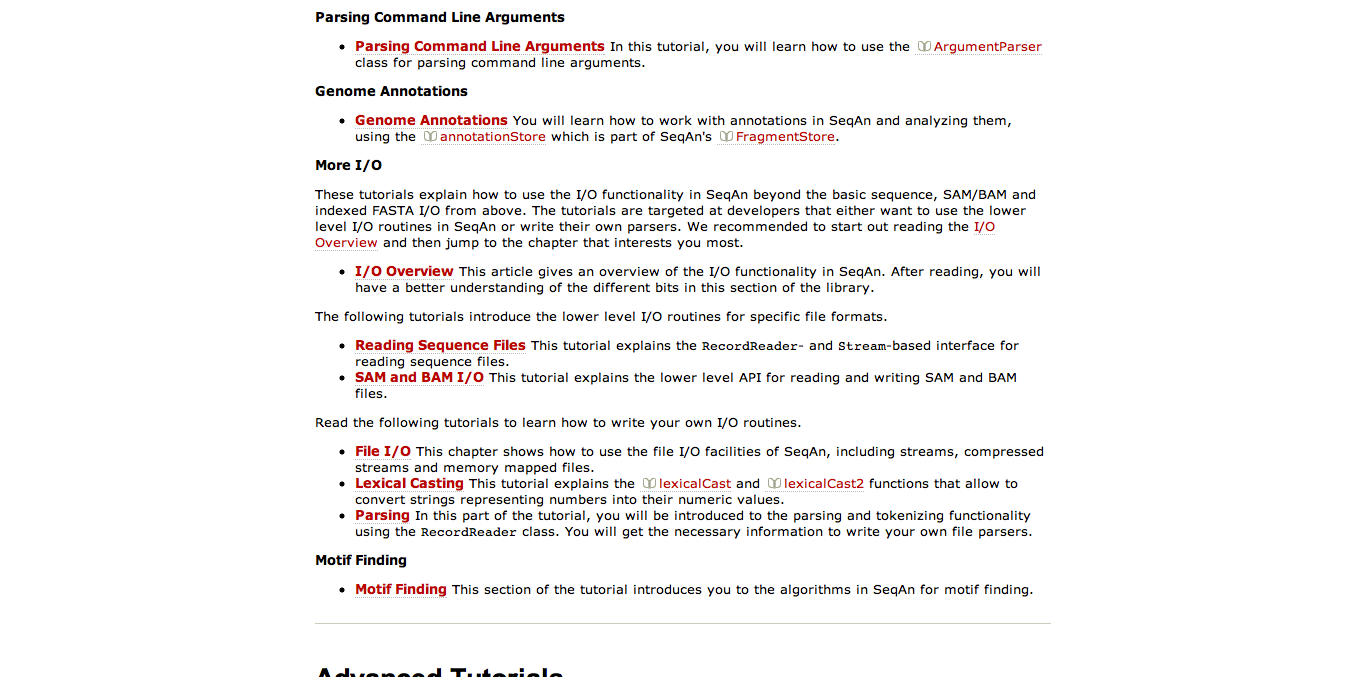 Parsing Command Line Arguments
Parsing Command Line Arguments In this tutorial, you will learn how to use the ArgumentParser
class for parsing command line arguments.
Genome Annotations
Genome Annotations You will learn how to work with annotations in SeqAn and analyzing them,
using the annotationStore which is part of SeqAn's FragmentStore.
More I/O
These tutorials explain how to use the I/O functionality in SeqAn beyond the basic sequence, SAM/BAM and
indexed FASTA I/O from above. The tutorials are targeted at developers that either want to use the lower
level I/O routines in SeqAn or write their own parsers. We recommended to start out reading the I/O
Overview and then jump to the chapter that interests you most.
I/O Overview This article gives an overview of the I/O functionality in SeqAn. After reading, you will
have a better understanding of the different bits in this section of the library.
The following tutorials introduce the lower level I/O routines for specific file formats.
Reading Sequence Files This tutorial explains the RecordReader- and Stream-based interface for
reading sequence files.
SAM and BAM I/O This tutorial explains the lower level API for reading and writing SAM and BAM
files.
Read the following tutorials to learn how to write your own I/O routines.
File I/O This chapter shows how to use the file I/O facilities of SeqAn, including streams, compressed
streams and memory mapped files.
Lexical Casting This tutorial explains the lexicalCast and lexicalCast2 functions that allow to
convert strings representing numbers into their numeric values.
Parsing In this part of the tutorial, you will be introduced to the parsing and tokenizing functionality
using the RecordReader class. You will get the necessary information to write your own file parsers.
Motif Finding
Motif Finding This section of the tutorial introduces you to the algorithms in SeqAn for motif finding.
Advanced Tutorials